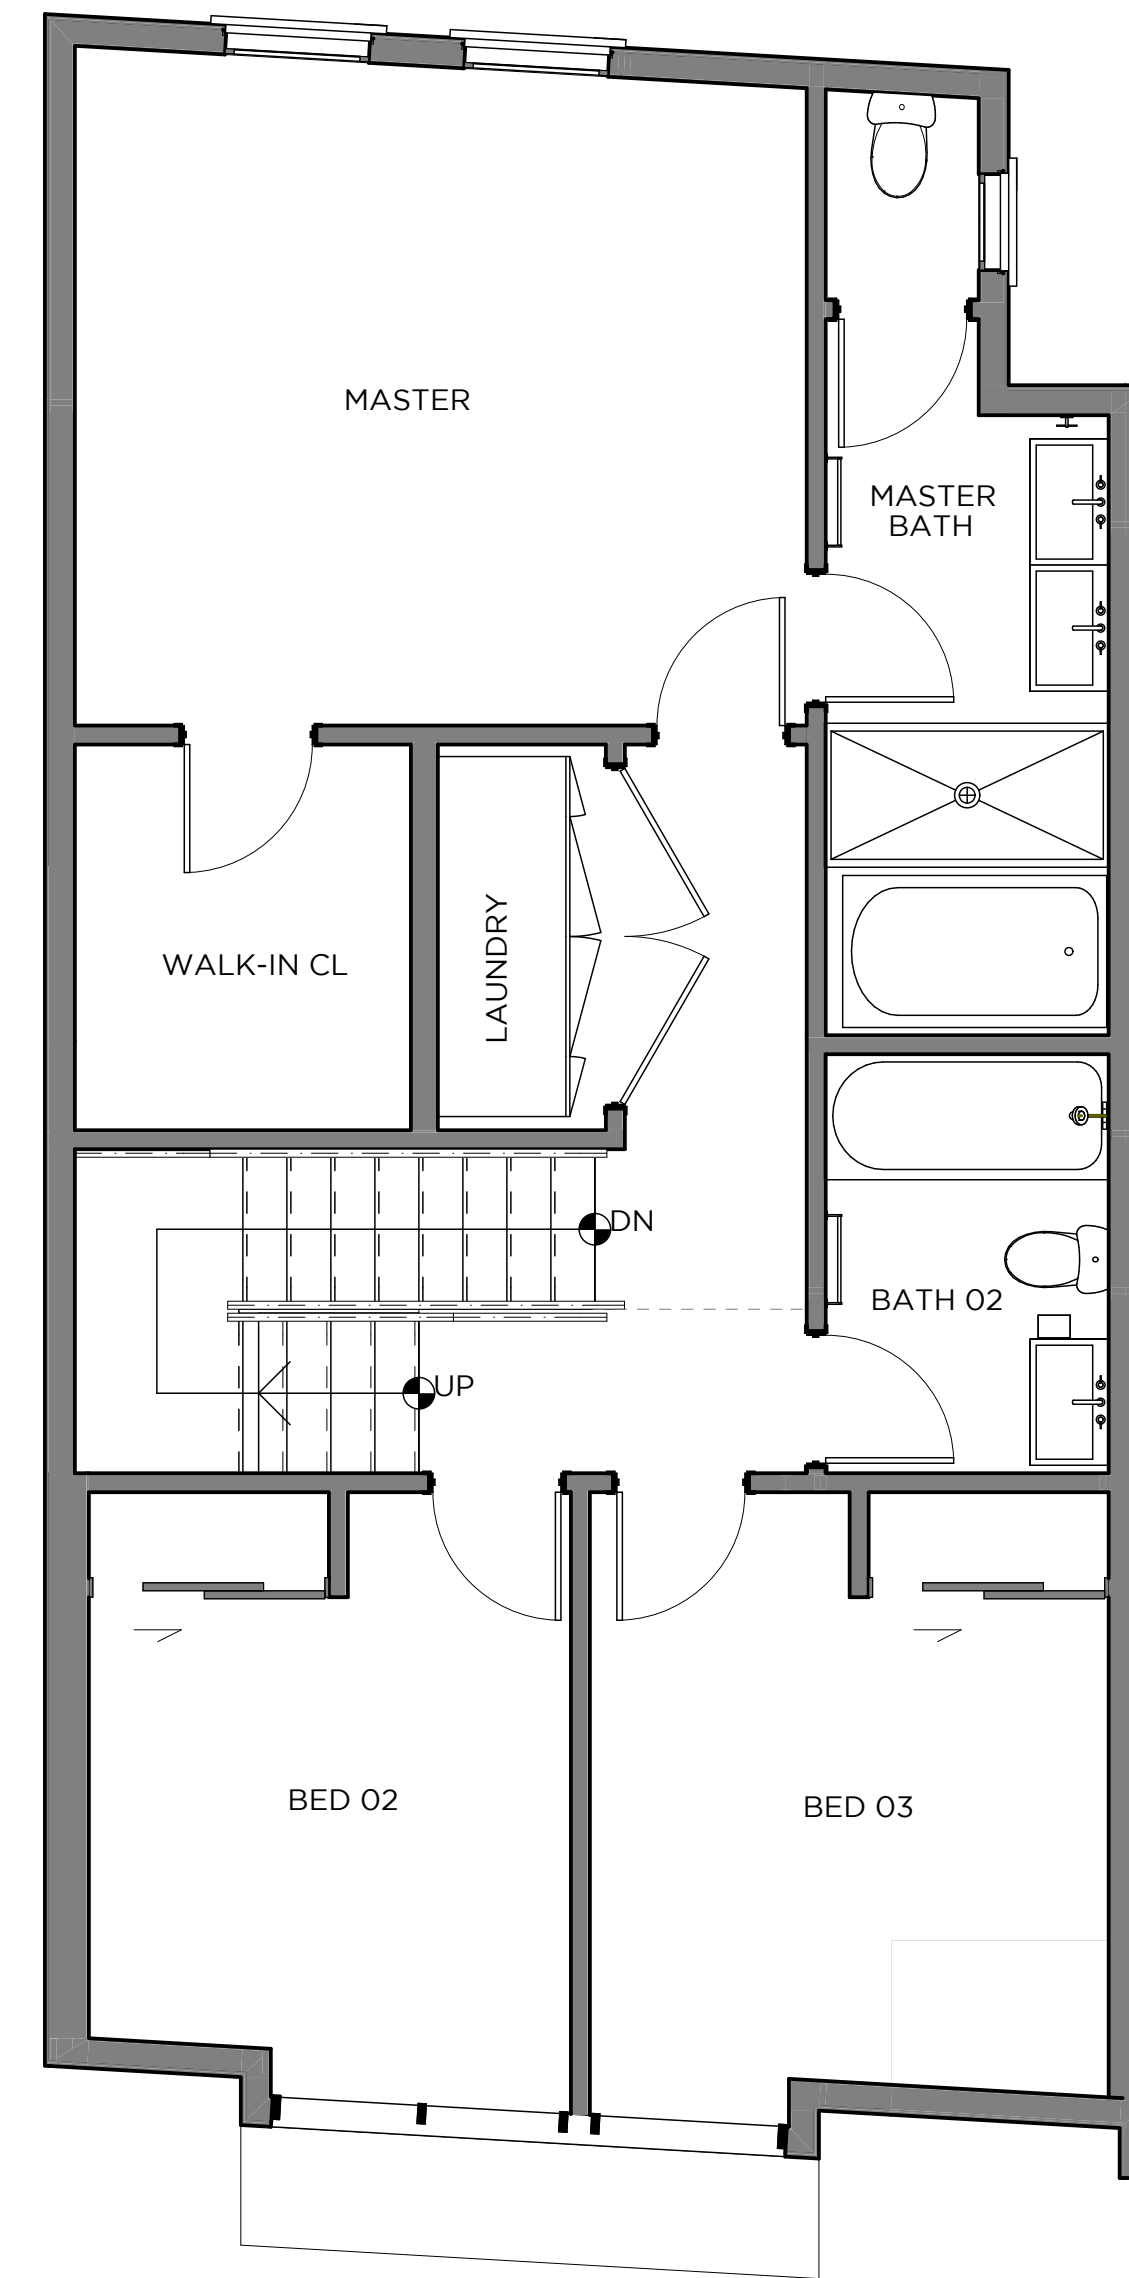 MASTER
MASTER
BATH
WALK-IN CL
LAUNDRY
DN
BATH 02
UP
BED 02
BED 03